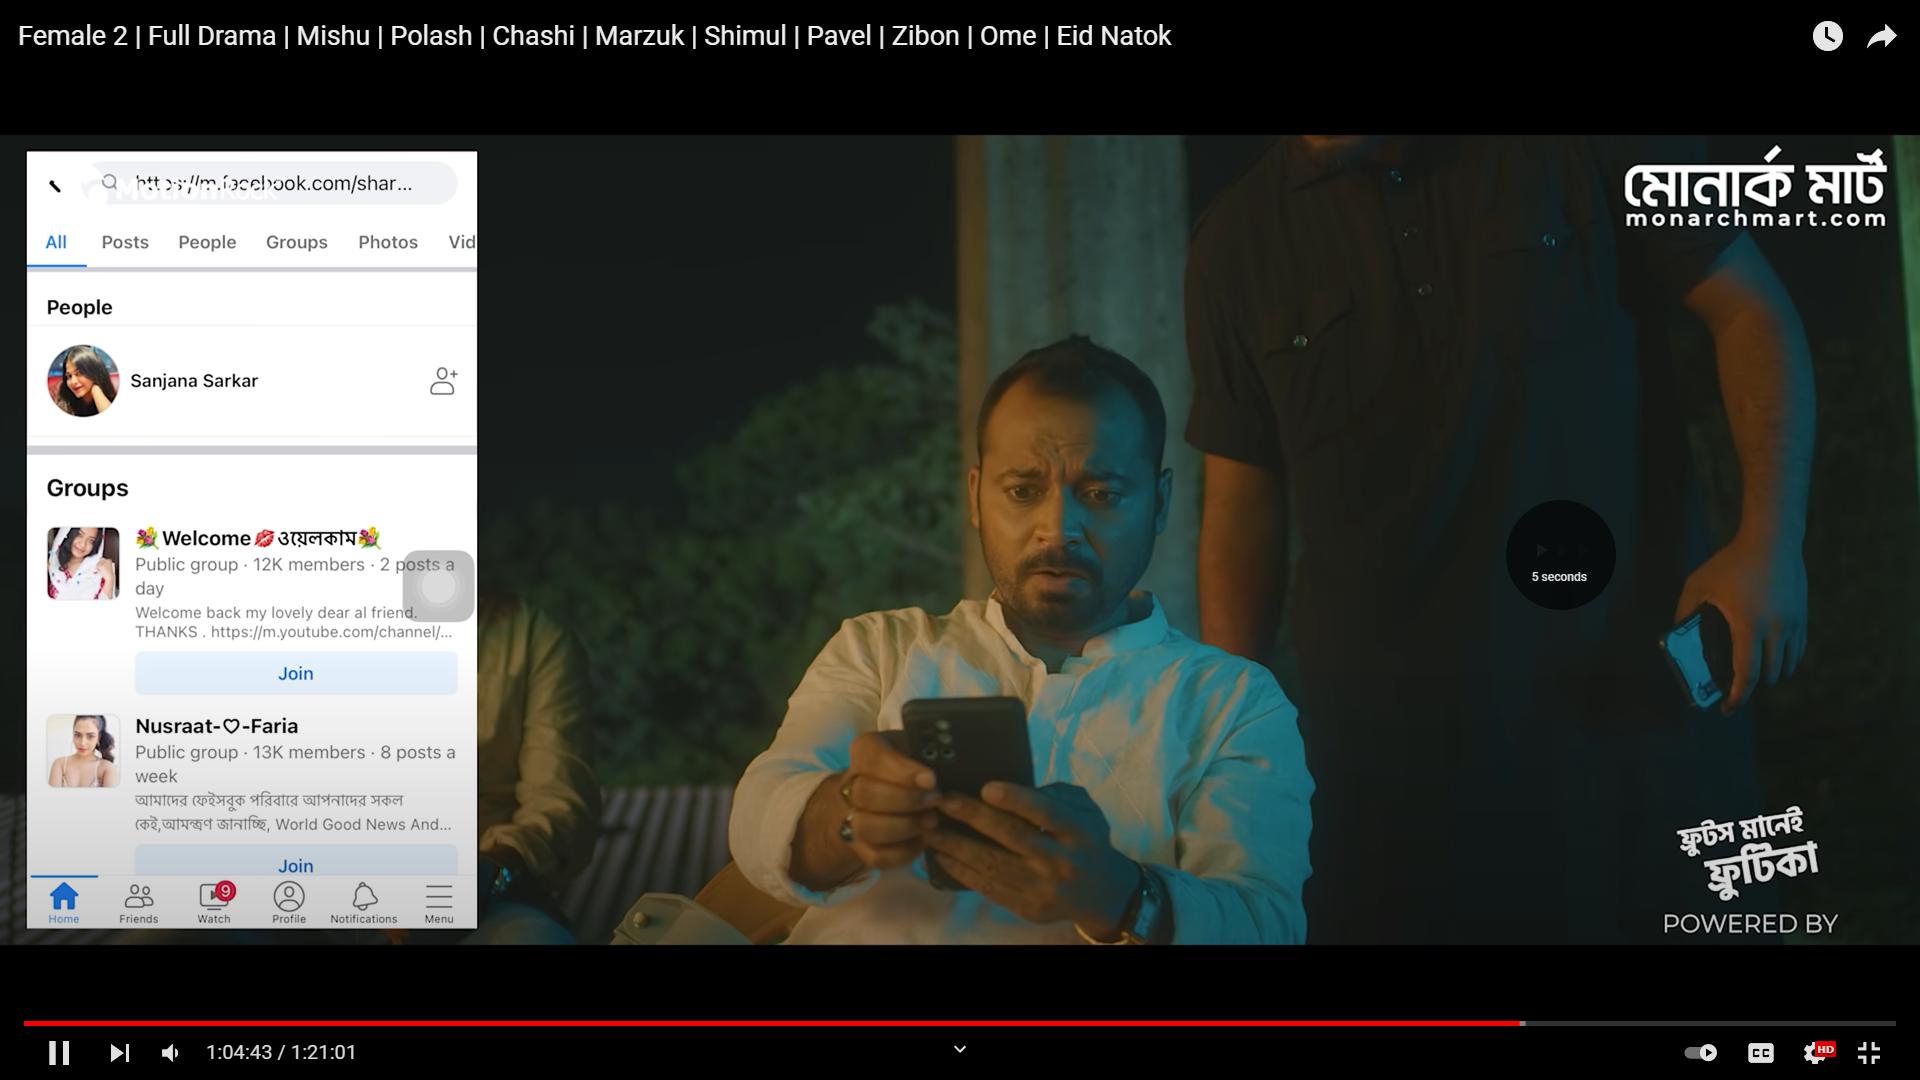 Female 2 | Full Drama | Mishu | Polash | Chashi | Marzuk | Shimul | Pavel | Zibon | Ome | Eid Natok
https://m.facebook.com/shar...
All Posts People Groups Photos Vid
People
Sanjana Sarkar
Groups
Welcome ওয়েলকাম
Public group · 12K members · 2 posts a
day
Welcome back my lovely dear al friend.
THANKS . https://m.youtube.com/channel/...
Join
Nusraat-♡-Faria
Public group · 13K members · 8 posts a
week
আমাদের ফেইসবুক পরিবারে আপনাদের সকল
কেই,আমন্ত্রণ জানাচ্ছি, World Good News And...
Join
9
Home Friends Watch Profile Notifications Menu
মোনার্ক মার্ট
monarchmart.com
5 seconds
ফ্রুটস মানেই
ফ্রুটিকা
POWERED BY
1:04:43 / 1:21:01
CC
HD